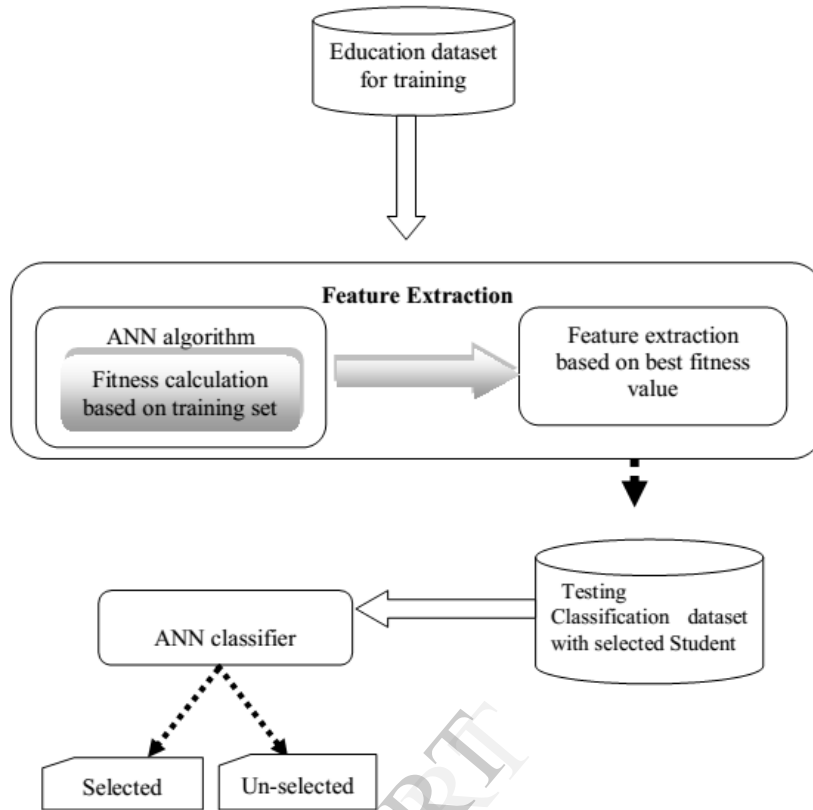 Education dataset
for training
Feature Extraction
ANN algorithm
Fitness calculation
based on training set
Feature extraction
based on best fitness
value
Testing
Classification dataset
with selected Student
ANN classifier
Selected
Un-selected